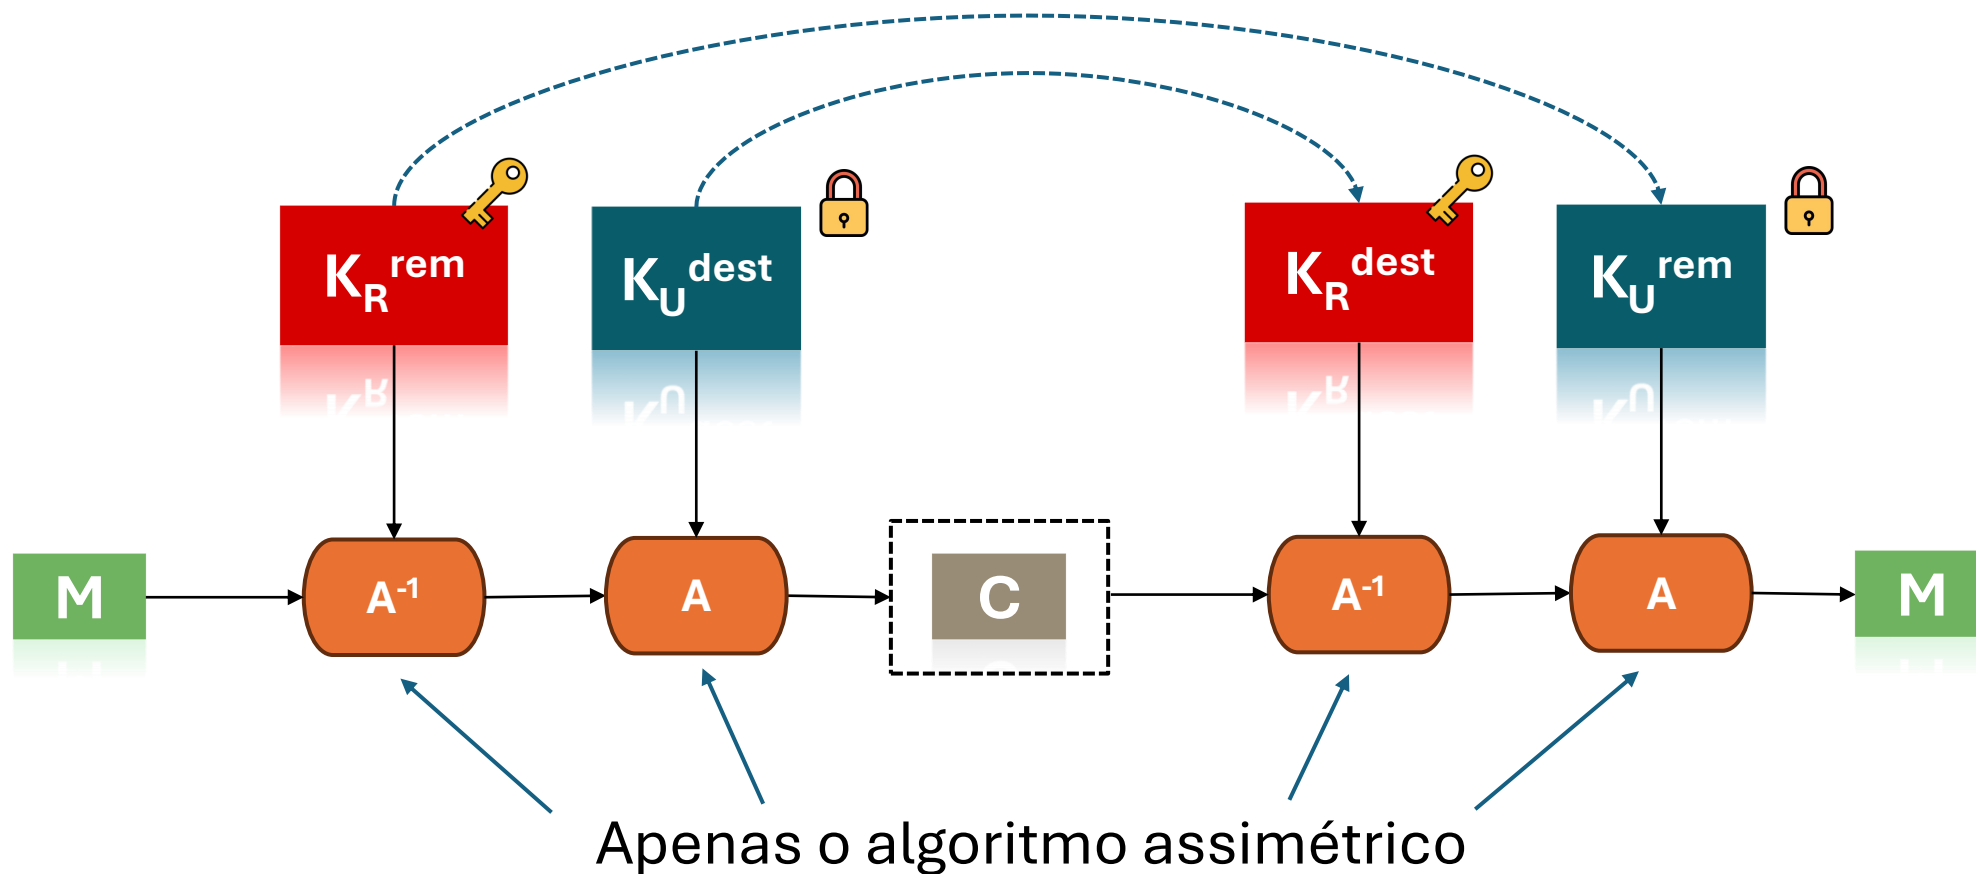 K_R^rem
K_U^dest
K_R^dest
K_U^rem
M
A^-1
A
C
A^-1
A
M
Apenas o algoritmo assimétrico